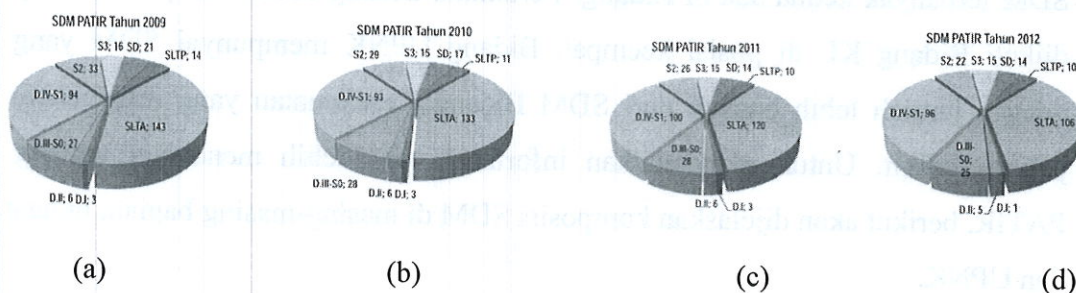 SDM PATIR Tahun 2009
S3; 16
SD; 21
S2; 33
SLTP; 14
D.IV-S1; 94
SLTA; 143
D.III-S0; 27
D.II; 6
D.I; 3
(a)
SDM PATIR Tahun 2010
S3; 15
SD; 17
S2; 29
SLTP; 11
D.IV-S1; 93
SLTA; 133
D.III-S0; 28
D.II; 6
D.I; 3
(b)
SDM PATIR Tahun 2011
S2; 26
S3; 15
SD; 14
SLTP; 10
D.IV-S1; 100
SLTA; 120
D.III-S0;
28
D.II; 6
D.I; 3
(c)
SDM PATIR Tahun 2012
S2; 22
S3; 15
SD; 14
SLTP; 10
D.IV-S1; 96
SLTA; 106
D.III-
S0;
25
D.II; 5
D.I; 1
(d)